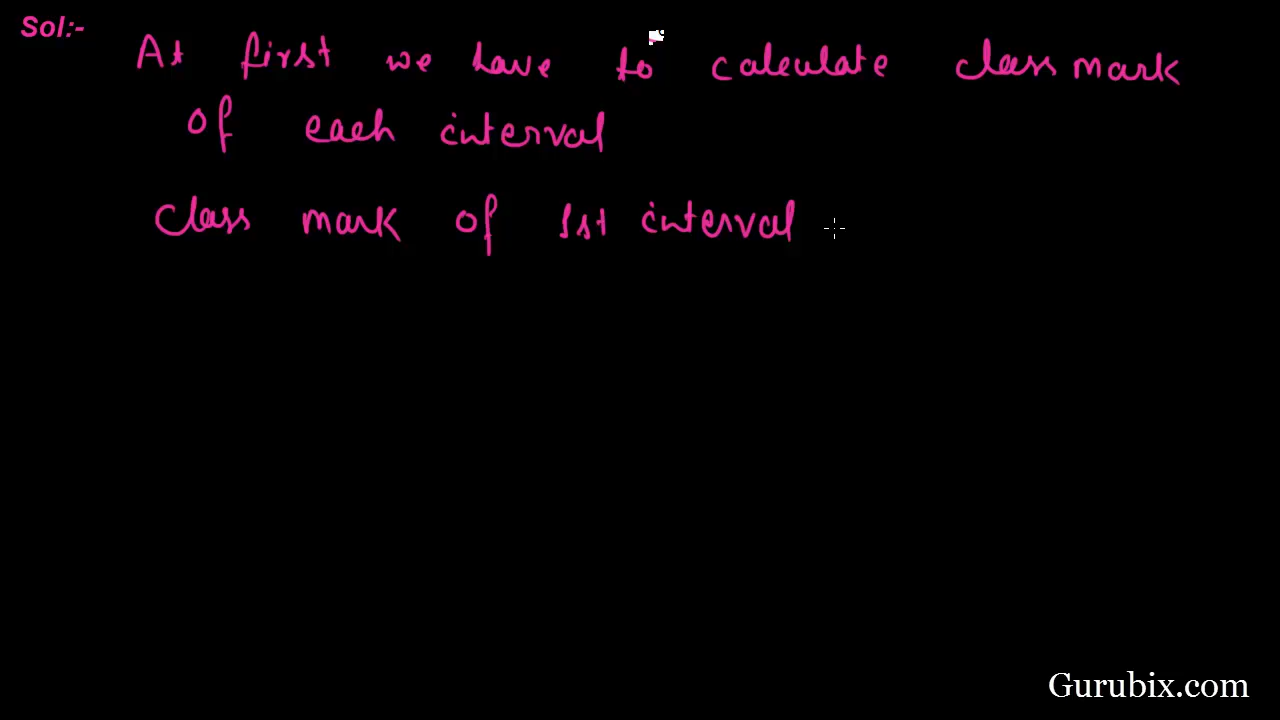 Sol:-
At first we have to calculate class mark
of each interval
Class mark of 1st interval
Gurubix.com